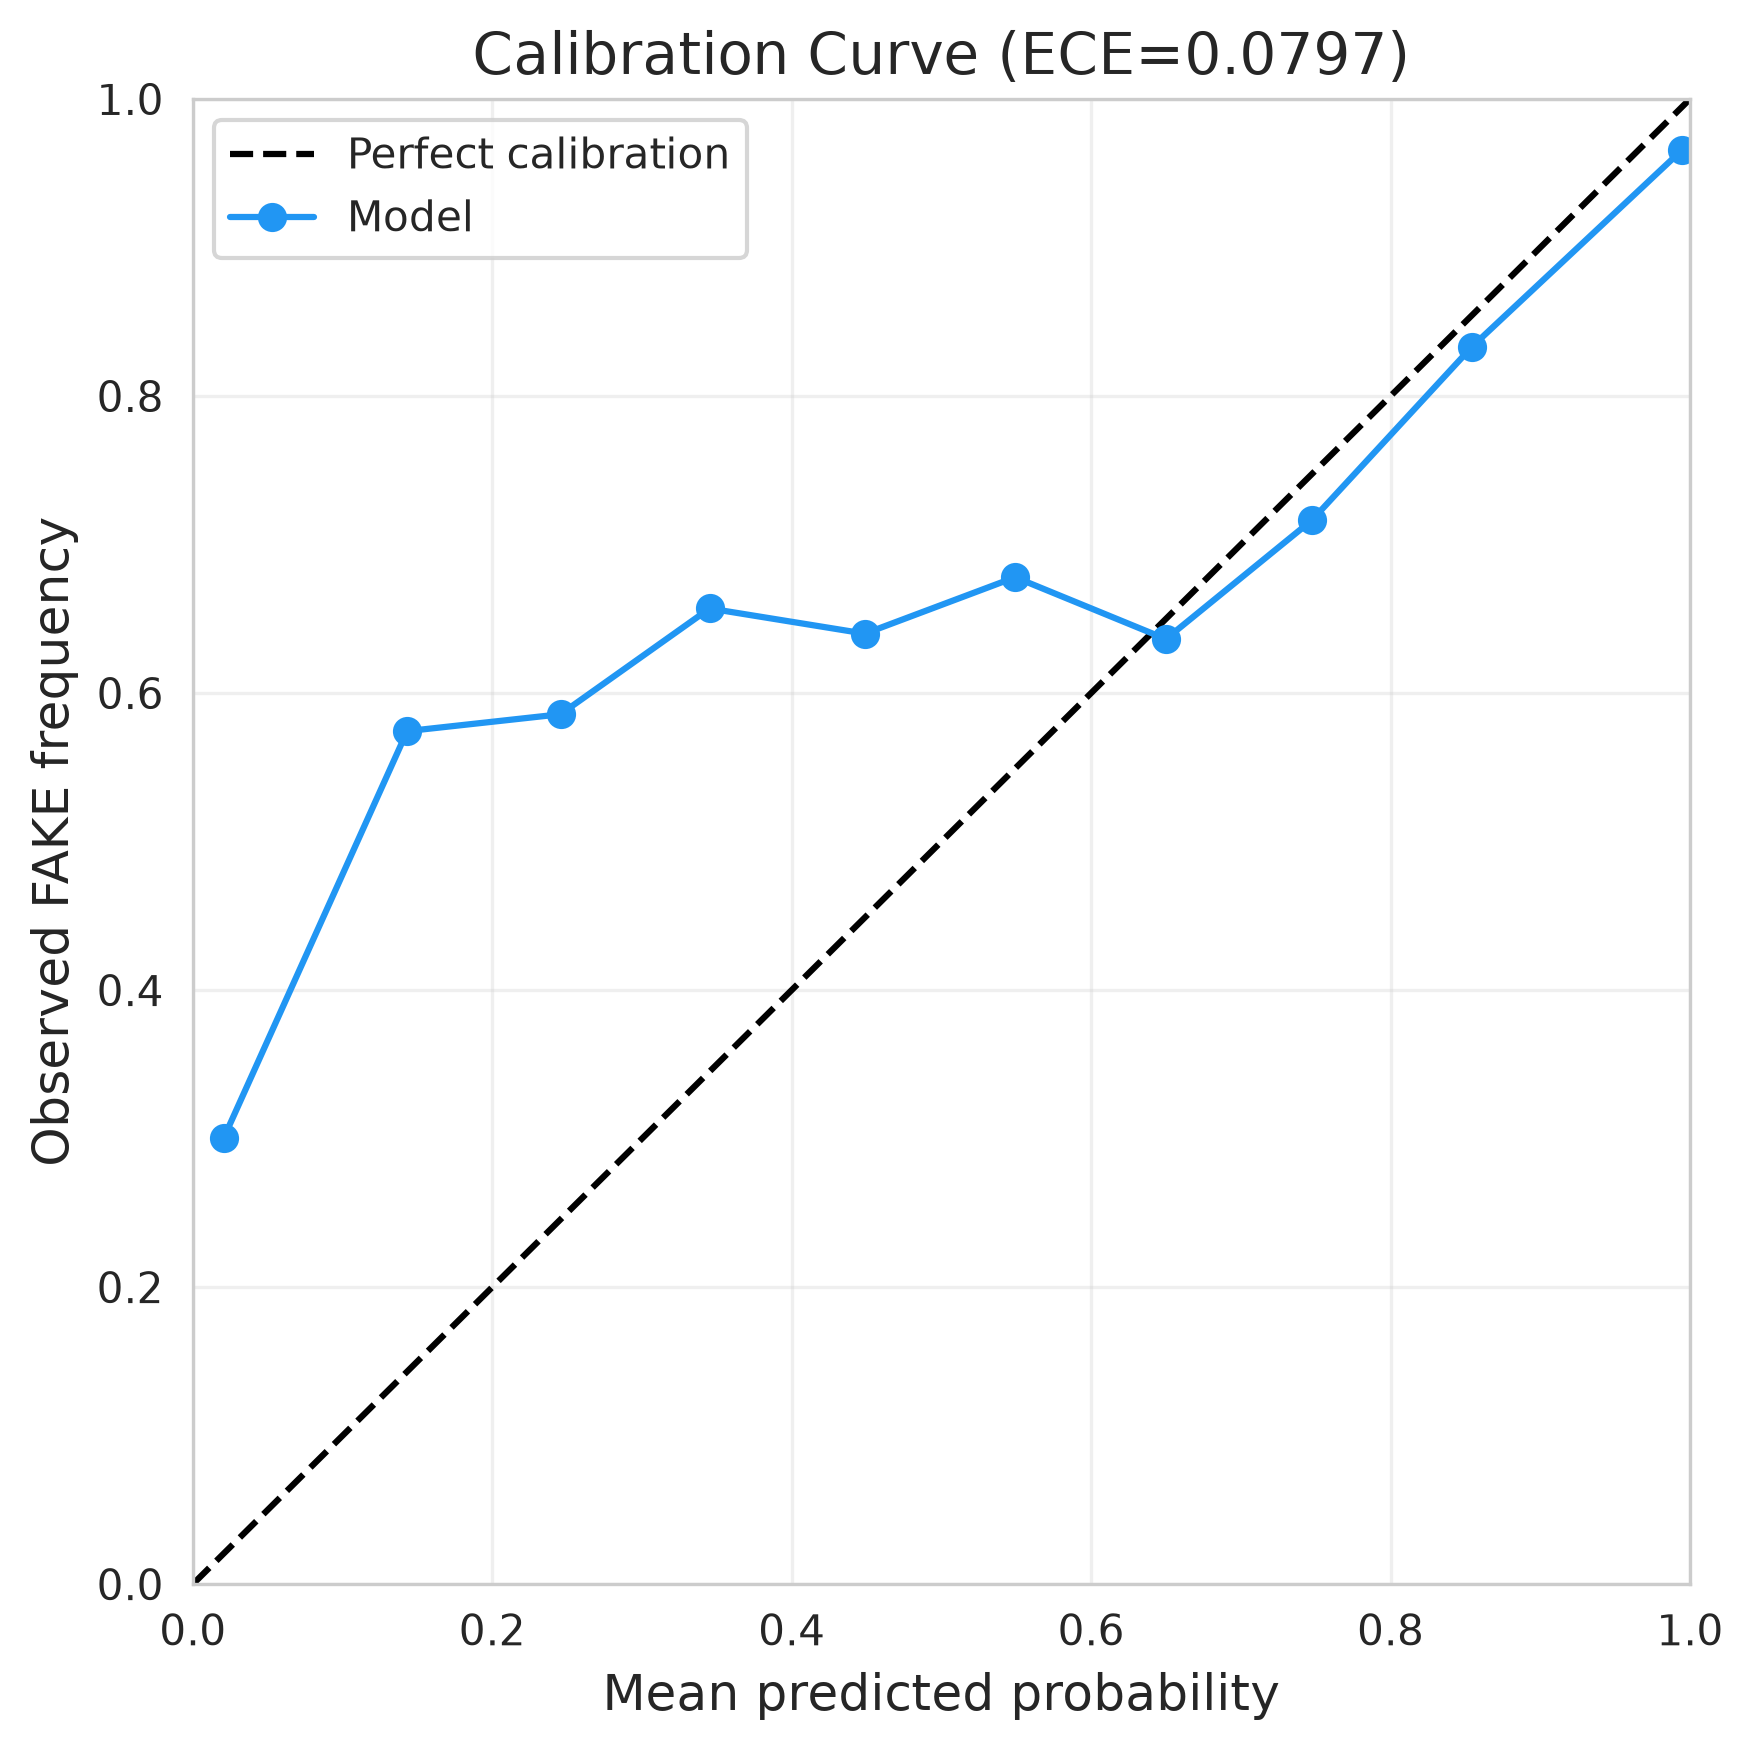 Calibration Curve (ECE=0.0797)
Perfect calibration
Model
1.0
0.8
0.6
0.4
0.2
0.0
Observed FAKE frequency
0.0 0.2 0.4 0.6 0.8 1.0
Mean predicted probability